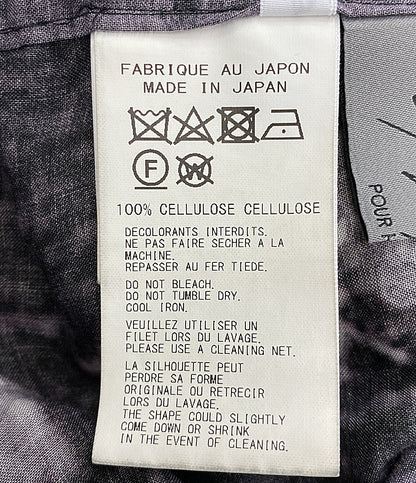 FABRIQUE AU JAPON
MADE IN JAPAN
F
W
100% CELLULOSE CELLULOSE
DECOLORANTS INTERDITS.
NE PAS FAIRE SECHER A LA
MACHINE.
REPASSER AU FER TIEDE.
DO NOT BLEACH.
DO NOT TUMBLE DRY.
COOL IRON.
VEUILLEZ UTILISER UN
FILET LORS DU LAVAGE.
PLEASE USE A CLEANING NET.
LA SILHOUETTE PEUT
PERDRE SA FORME
ORIGINALE OU RETRECIR
LORS DU LAVAGE.
THE SHAPE COULD SLIGHTLY
COME DOWN OR SHRINK
IN THE EVENT OF CLEANING.
POUR